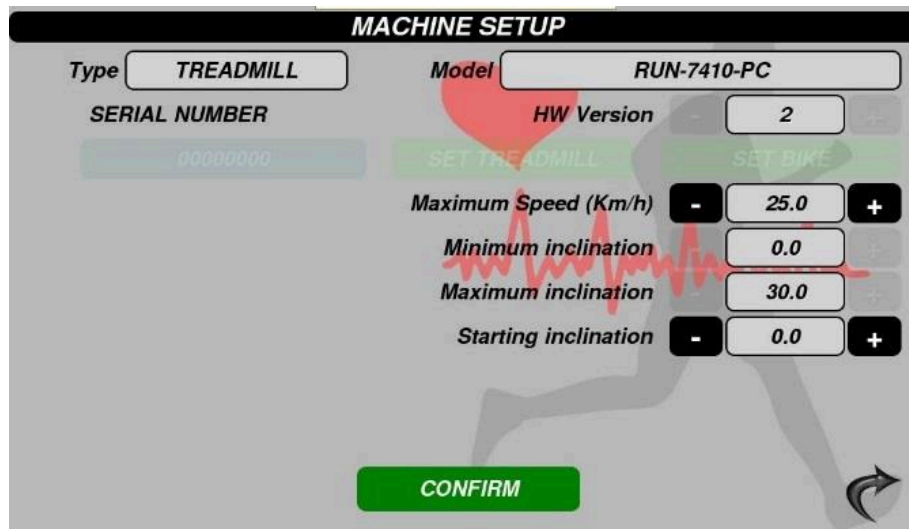 MACHINE SETUP
Type TREADMILL Model RUN-7410-PC
SERIAL NUMBER HW Version - 2 +
00000000 SET TREADMILL SET BIKE
Maximum Speed (Km/h) - 25.0 +
Minimum inclination - 0.0 +
Maximum inclination - 30.0 +
Starting inclination - 0.0 +
CONFIRM